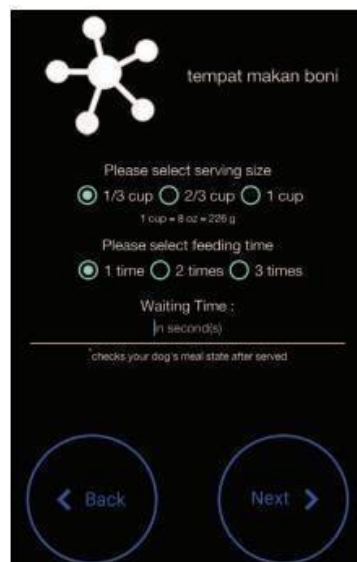 tempat makan boni
Please select serving size
1/3 cup 2/3 cup 1 cup
1 cup = 8 oz = 226 g
Please select feeding time
1 time 2 times 3 times
Waiting Time :
in second(s)
*checks your dog's meal state after served
Back Next